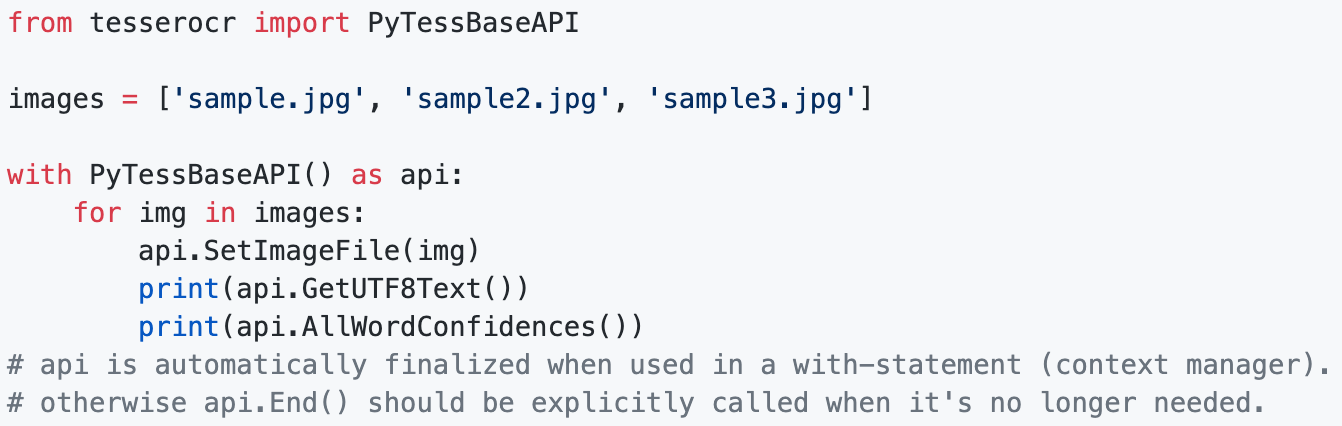 from tesserocr import PyTessBaseAPI

images = ['sample.jpg', 'sample2.jpg', 'sample3.jpg']

with PyTessBaseAPI() as api:
    for img in images:
        api.SetImageFile(img)
        print(api.GetUTF8Text())
        print(api.AllWordConfidences())
# api is automatically finalized when used in a with-statement (context manager).
# otherwise api.End() should be explicitly called when it's no longer needed.